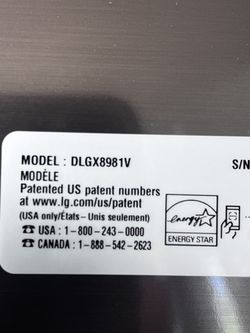 MODEL : DLGX8981V
MODÈLE
S/N
Patented US patent numbers
at www.lg.com/us/patent
(USA only/États - Unis seulement)
☎ USA : 1-800-243-0000
☎ CANADA : 1-888-542-2623
energy
ENERGY STAR